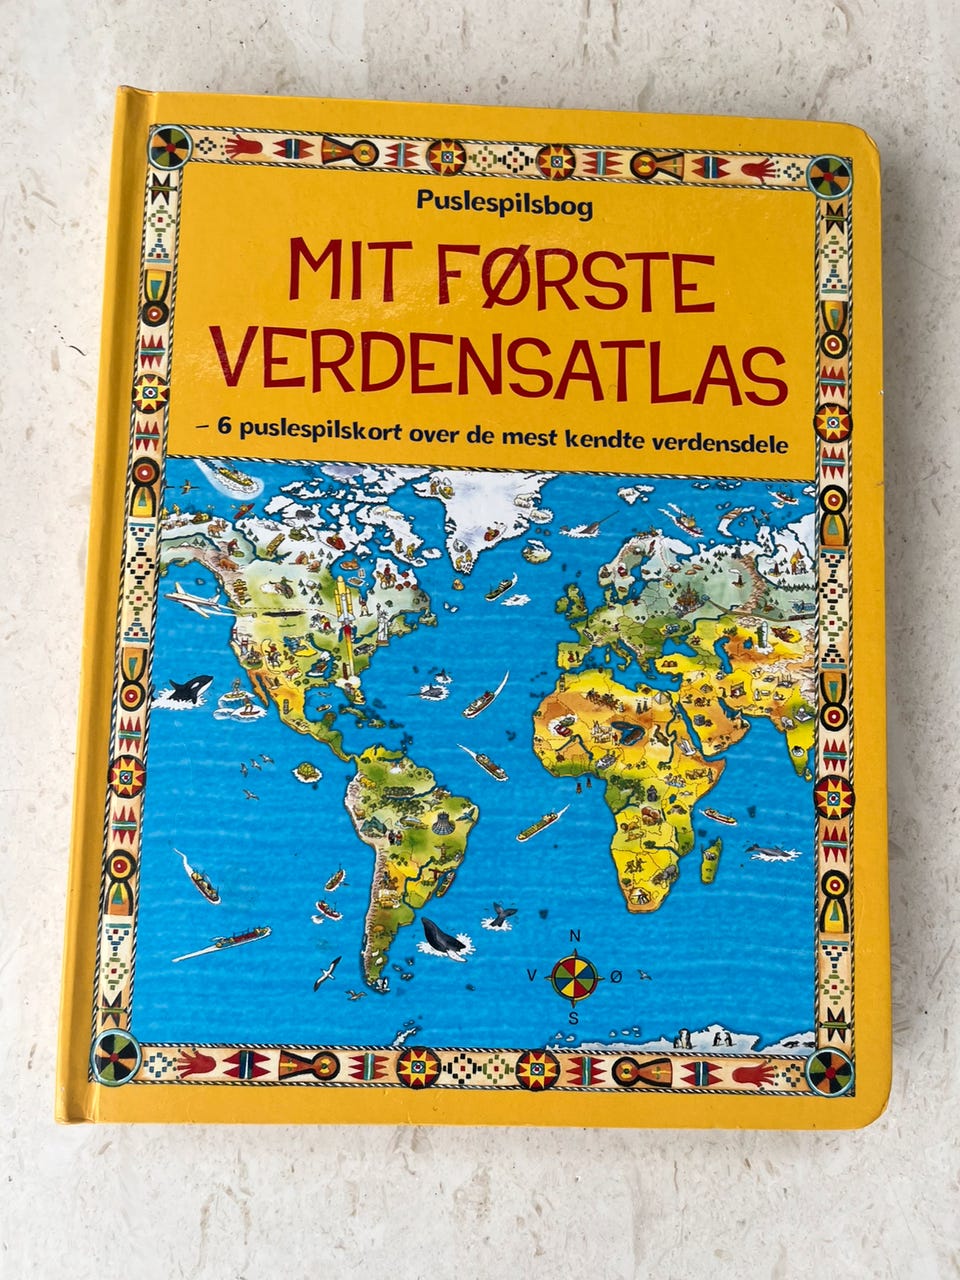 Puslespilsbog
MIT FØRSTE
VERDENSATLAS
– 6 puslespilskort over de mest kendte verdensdele
N
V Ø
S